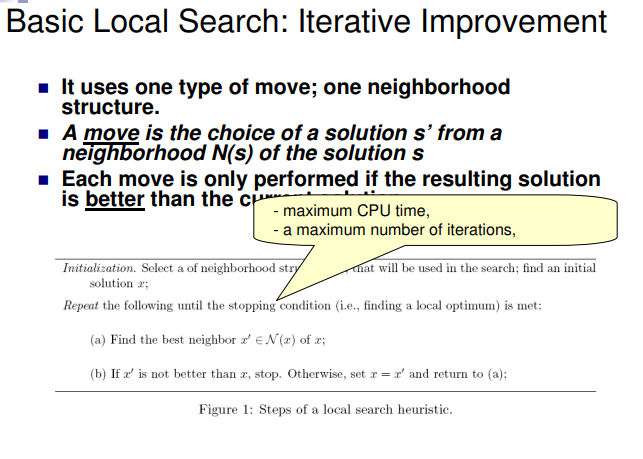 Basic Local Search: Iterative Improvement
It uses one type of move; one neighborhood
structure.
A move is the choice of a solution s’ from a
neighborhood N(s) of the solution s
Each move is only performed if the resulting solution
is better than the
- maximum CPU time,
- a maximum number of iterations,
Initialization. Select a of neighborhood that will be used in the search; find an initial
solution x;
Repeat the following until the stopping condition (i.e., finding a local optimum) is met:
(a) Find the best neighbor x′ ∈ N(x) of x;
(b) If x′ is not better than x, stop. Otherwise, set x = x′ and return to (a);
Figure 1: Steps of a local search heuristic.